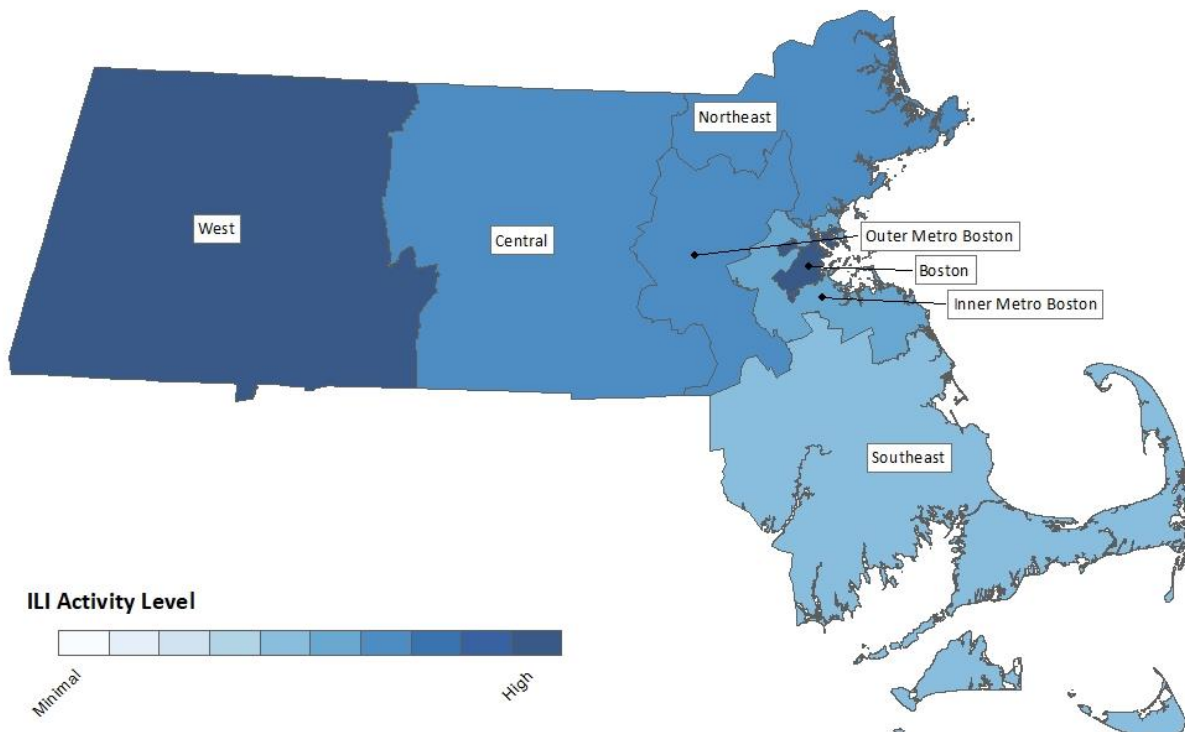 Northeast
West
Central
Outer Metro Boston
Boston
Inner Metro Boston
Southeast
ILI Activity Level
Minimal
High